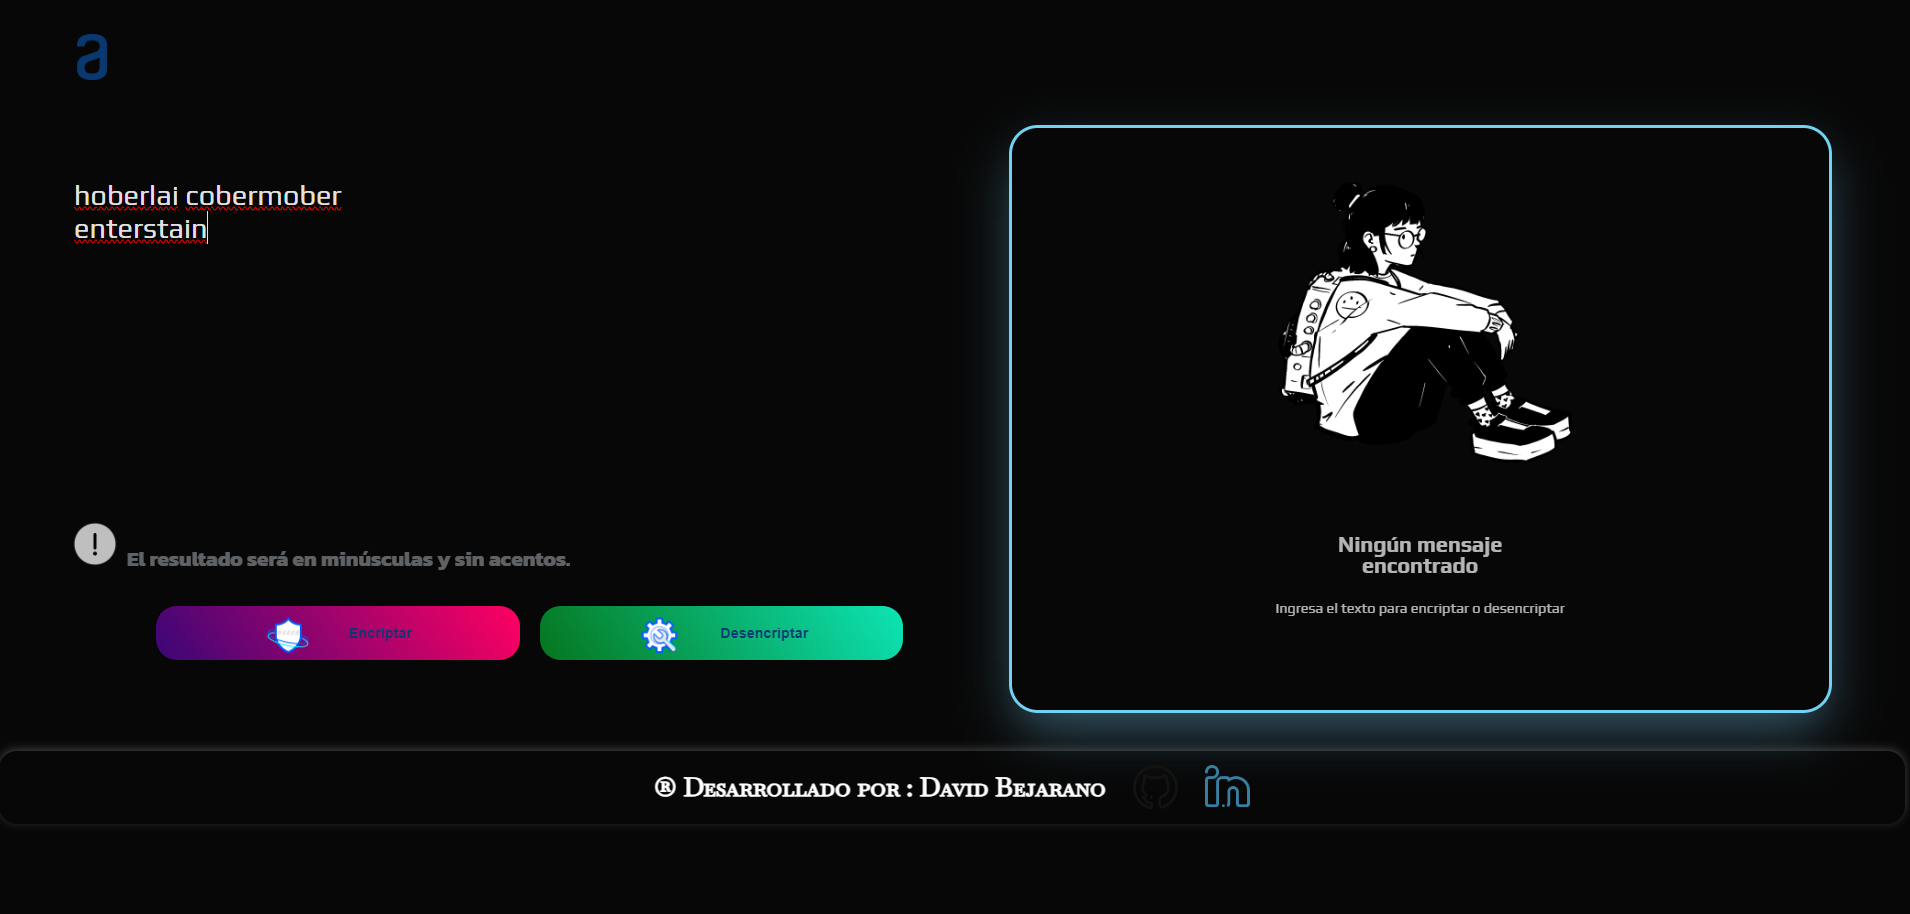 a
hoberlai cobermober
enterstain
El resultado será en minúsculas y sin acentos.
Encriptar
Desencriptar
Ningún mensaje
encontrado
Ingresa el texto para encriptar o desencriptar
® Desarrollado por : David Bejarano
in